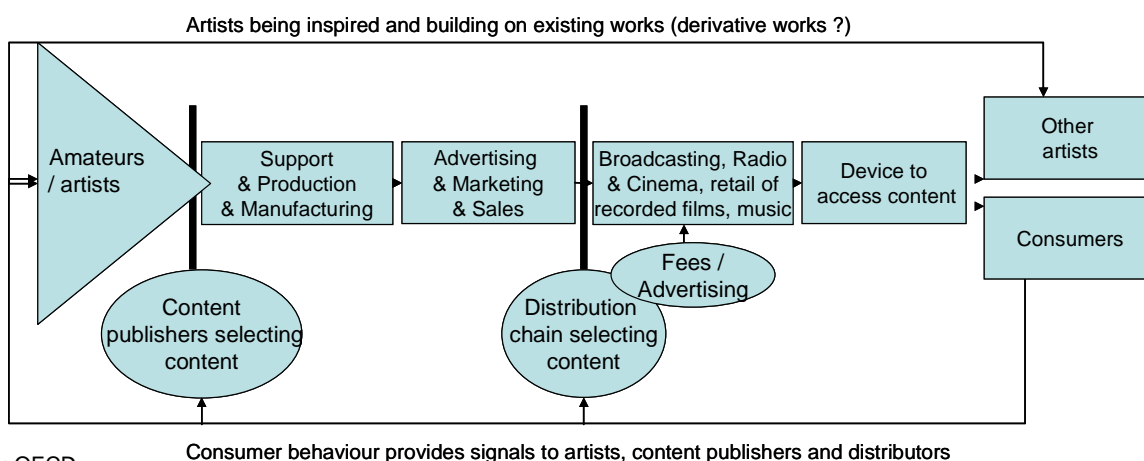 Artists being inspired and building on existing works (derivative works ?)
Amateurs
/ artists
Support
& Production
& Manufacturing
Advertising
& Marketing
& Sales
Broadcasting, Radio
& Cinema, retail of
recorded films, music
Device to
access content
Other
artists
Consumers
Fees /
Advertising
Content
publishers selecting
content
Distribution
chain selecting
content
Consumer behaviour provides signals to artists, content publishers and distributors
OECD